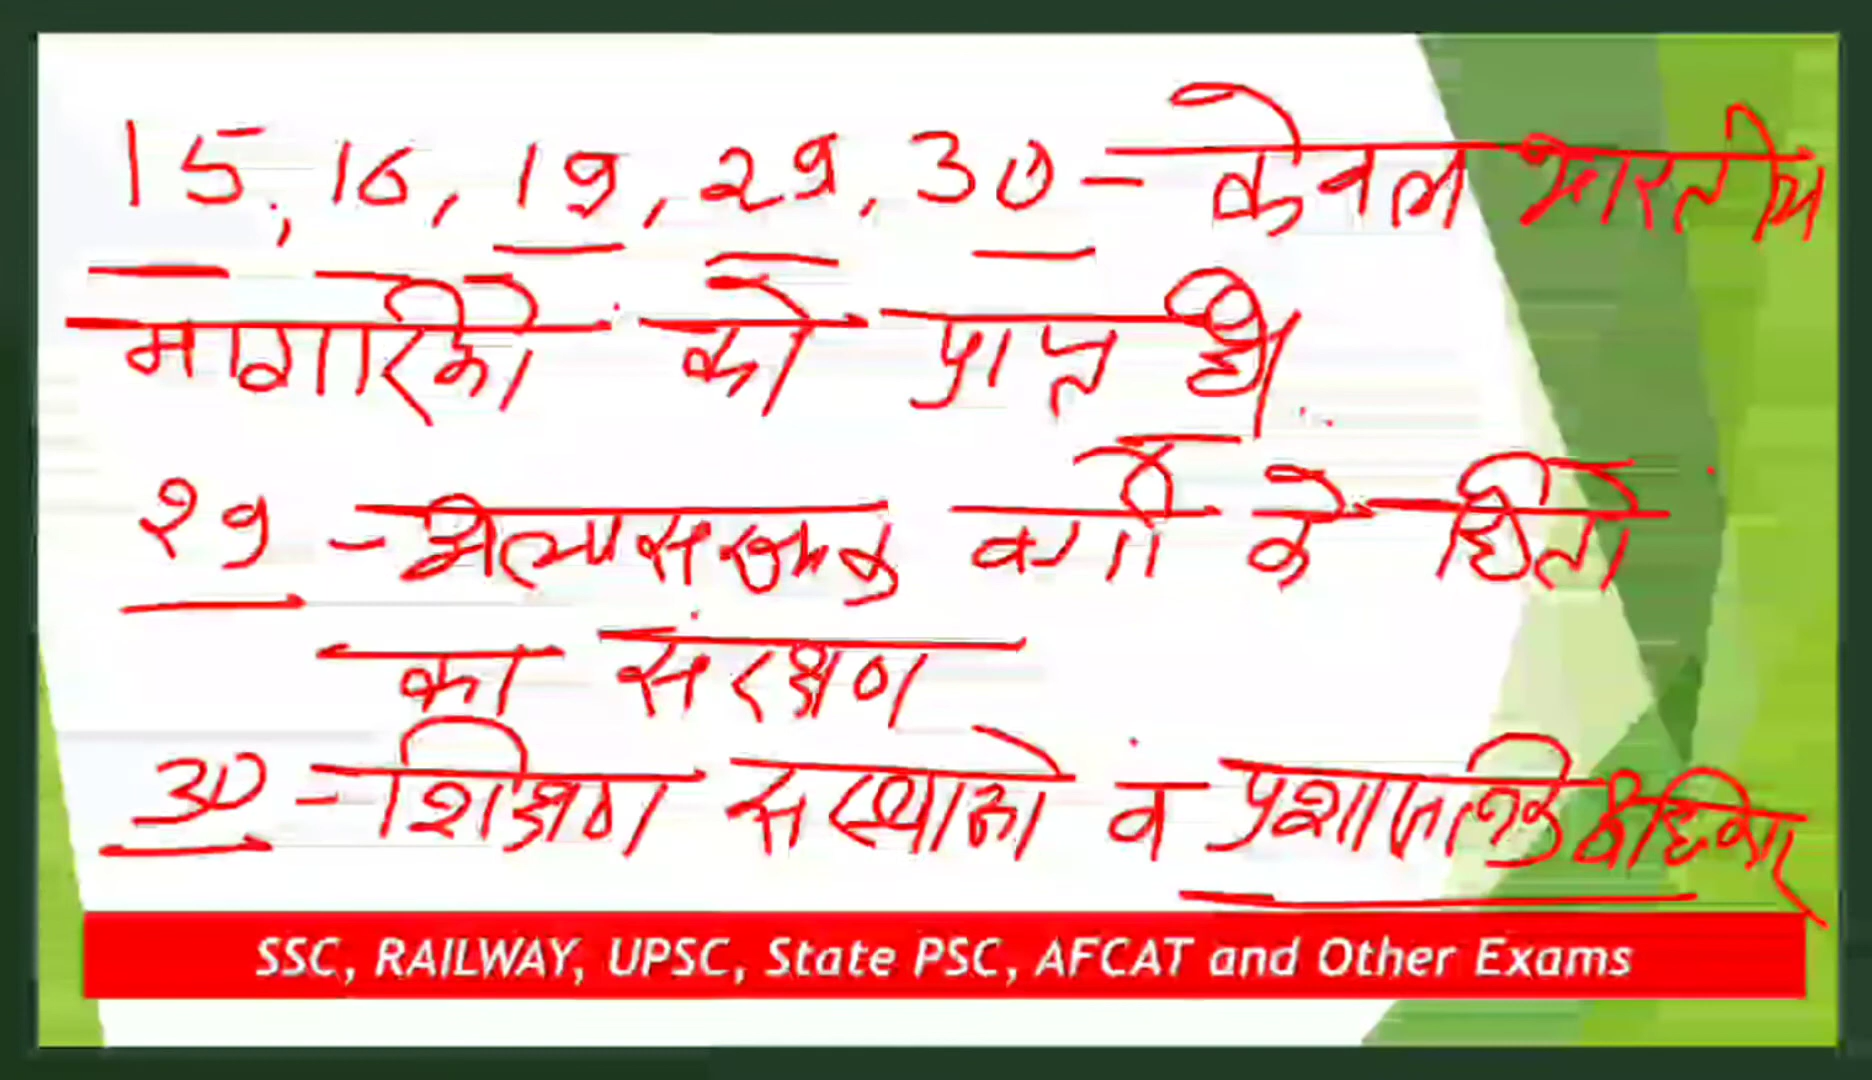 15, 16, 19, 29, 30 - केवल भारतीय
नागरिको को प्राप्त है।
29 - अल्पसंख्यक वर्गो के हितो
का संरक्षण
30 - शिक्षण संस्थानो व प्रशासनिक अधिकार
SSC, RAILWAY, UPSC, State PSC, AFCAT and Other Exams